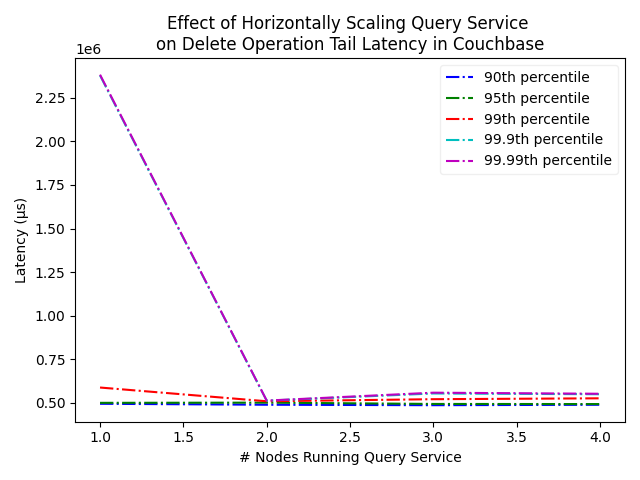 Effect of Horizontally Scaling Query Service
on Delete Operation Tail Latency in Couchbase
1e6
90th percentile
95th percentile
99th percentile
99.9th percentile
99.99th percentile
2.25
2.00
1.75
1.50
1.25
1.00
0.75
0.50
Latency (µs)
1.0 1.5 2.0 2.5 3.0 3.5 4.0
# Nodes Running Query Service